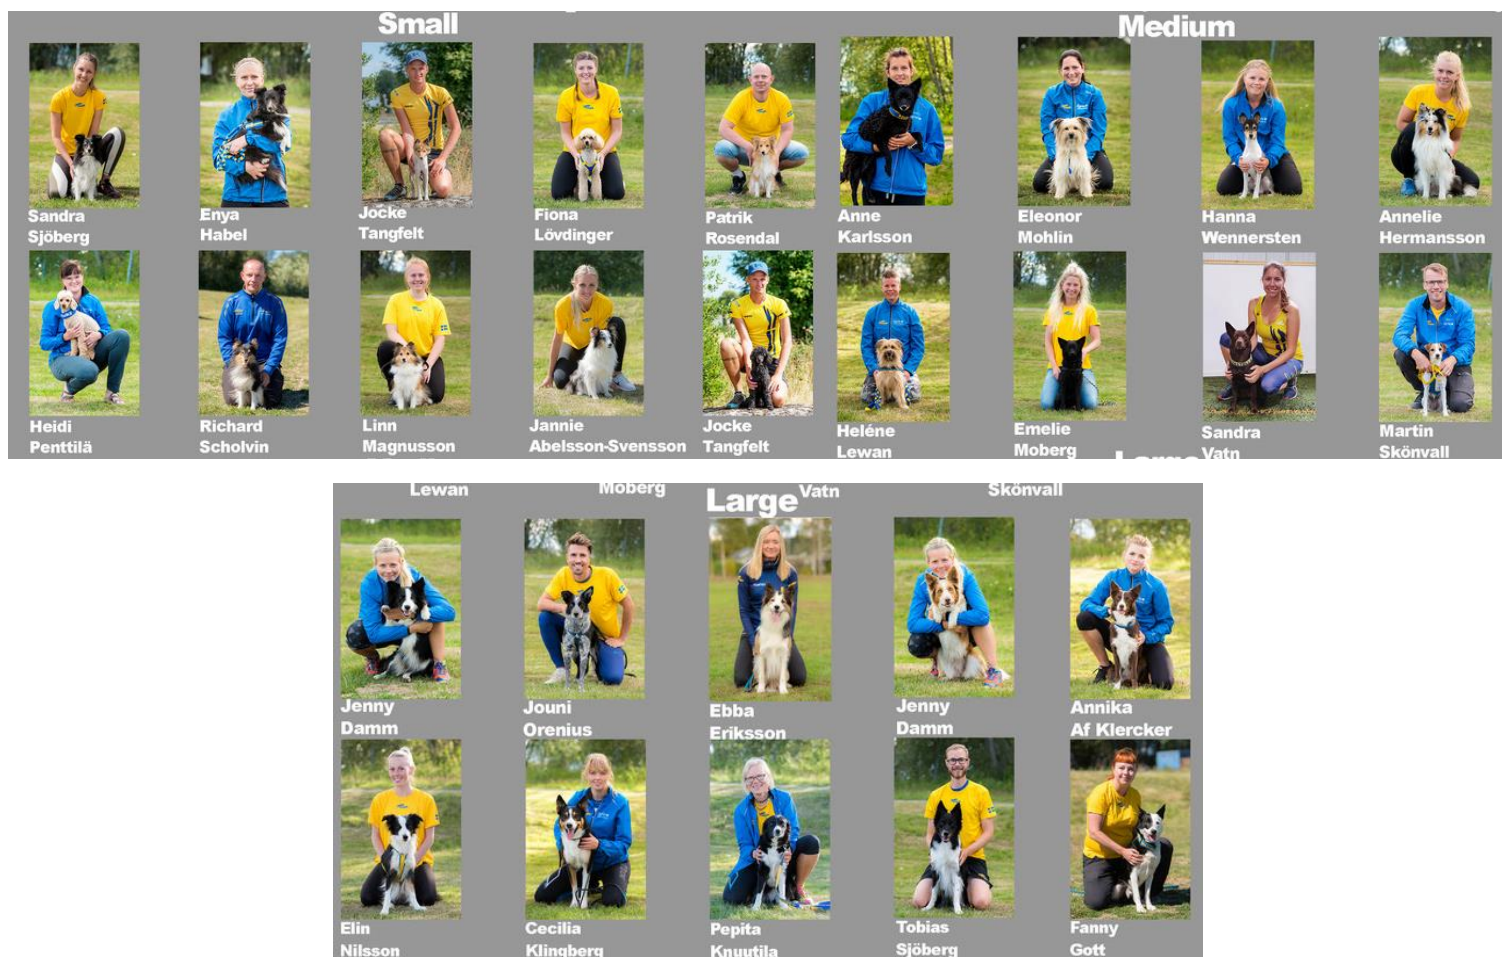 Small
Medium
Sandra
Sjöberg
Enya
Habel
Jocke
Tangfelt
Fiona
Lövdinger
Patrik
Rosendal
Anne
Karlsson
Eleonor
Mohlin
Hanna
Wennersten
Annelie
Hermansson
Heidi
Penttilä
Richard
Scholvin
Linn
Magnusson
Jannie
Abelsson-Svensson
Jocke
Tangfelt
Heléne
Lewan
Emelie
Moberg
Sandra
Vatn
Martin
Skönvall
Large
Lewan
Moberg
Large
Vatn
Skönvall
Jenny
Damm
Jouni
Orenius
Ebba
Eriksson
Jenny
Damm
Annika
Af Klercker
Elin
Nilsson
Cecilia
Klingberg
Pepita
Knuutila
Tobias
Sjöberg
Fanny
Gott